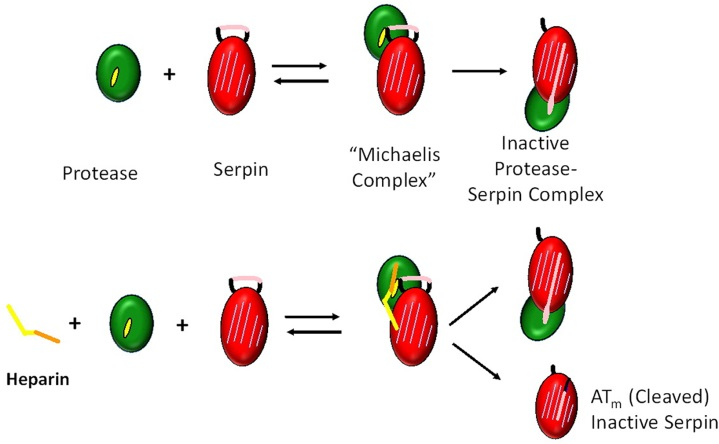 +
Protease
Serpin
“Michaelis
Complex”
Inactive
Protease-
Serpin Complex
+
+
Heparin
ATm (Cleaved)
Inactive Serpin